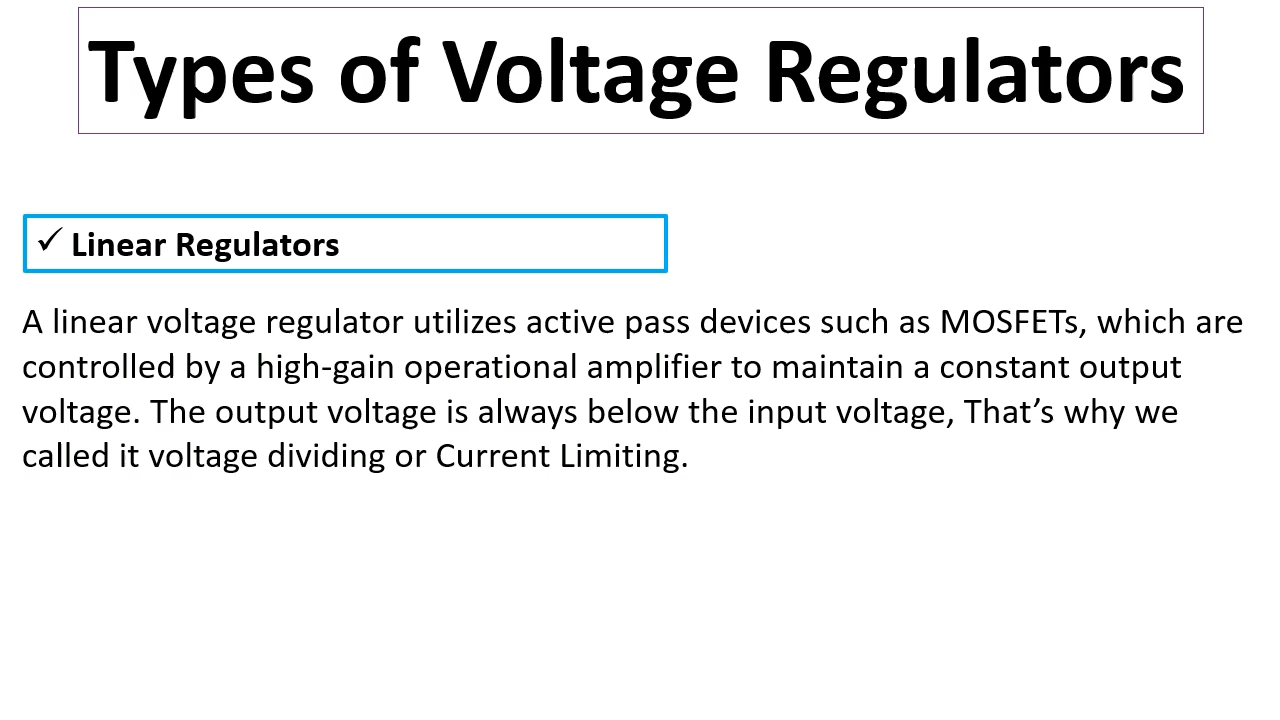 Types of Voltage Regulators
✓ Linear Regulators
A linear voltage regulator utilizes active pass devices such as MOSFETs, which are
controlled by a high-gain operational amplifier to maintain a constant output
voltage. The output voltage is always below the input voltage, That’s why we
called it voltage dividing or Current Limiting.